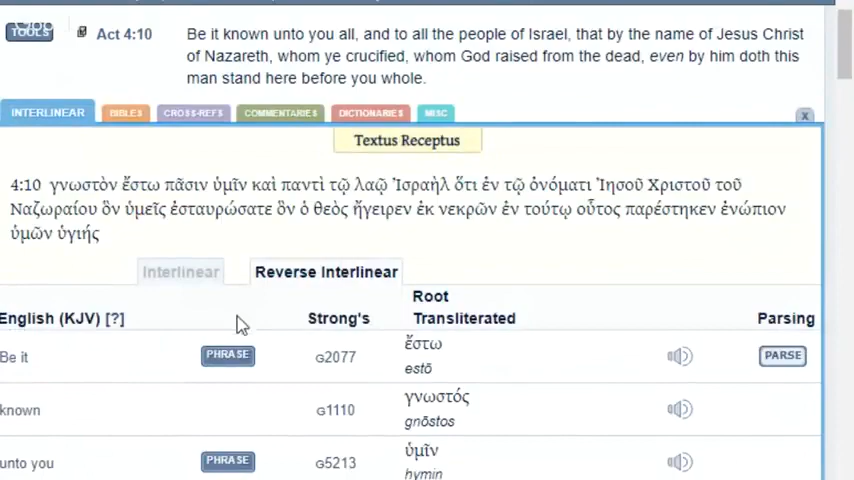 TOOLS
Act 4:10 Be it known unto you all, and to all the people of Israel, that by the name of Jesus Christ
of Nazareth, whom ye crucified, whom God raised from the dead, even by him doth this
man stand here before you whole.
INTERLINEAR BIBLES CROSS-REFS COMMENTARIES DICTIONARIES MISC x
Textus Receptus
4:10 γνωστὸν ἔστω πᾶσιν ὑμῖν καὶ παντὶ τῷ λαῷ Ἰσραὴλ ὅτι ἐν τῷ ὀνόματι Ἰησοῦ Χριστοῦ τοῦ
Ναζωραίου ὃν ὑμεῖς ἐσταυρώσατε ὃν ὁ θεὸς ἤγειρεν ἐκ νεκρῶν ἐν τούτῳ οὗτος παρέστηκεν ἐνώπιον
ὑμῶν ὑγιής
Interlinear Reverse Interlinear
English (KJV) [?] Strong's Root Transliterated Parsing
Be it PHRASE G2077 ἔστω PARSE
estō
known G1110 γνωστός
gnōstos
unto you PHRASE G5213 ὑμῖν
hymin